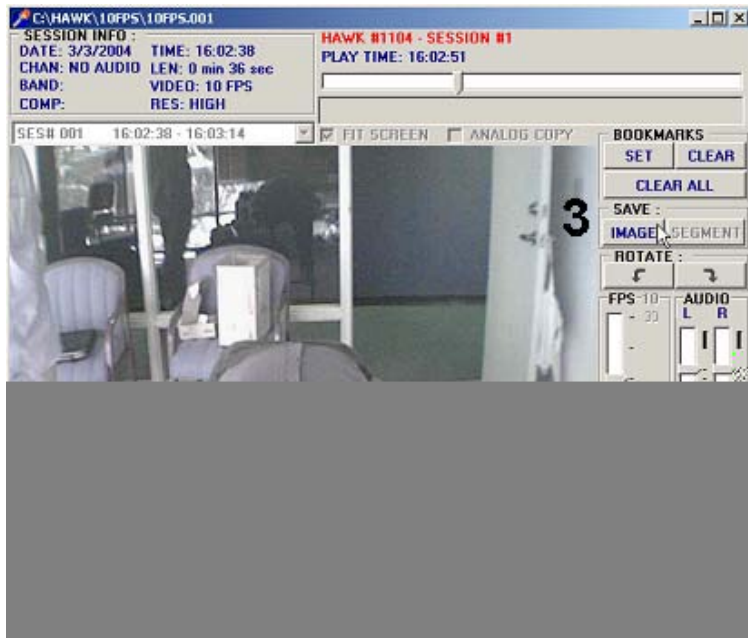 C:\HAWK\10FPS\10FPS.001
SESSION INFO :
DATE: 3/3/2004 TIME: 16:02:38
CHAN: NO AUDIO LEN: 0 min 36 sec
BAND: VIDEO: 10 FPS
COMP: RES: HIGH
HAWK #1104 - SESSION #1
PLAY TIME: 16:02:51
SES# 001 16:02:38 - 16:03:14
FIT SCREEN ANALOG COPY
BOOKMARKS
SET CLEAR
CLEAR ALL
3
SAVE :
IMAGE SEGMENT
ROTATE :
FPS 10 AUDIO
30 L R